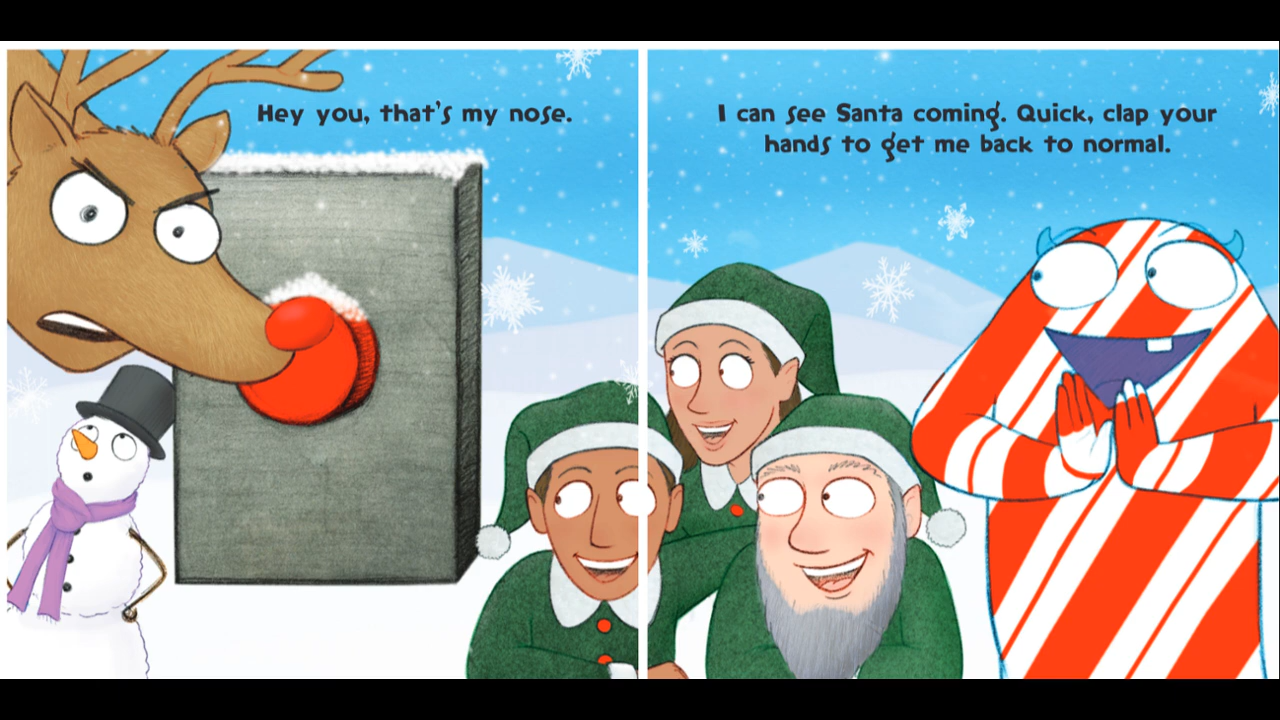 Hey you, that's my nose.
I can see Santa coming. Quick, clap your
hands to get me back to normal.